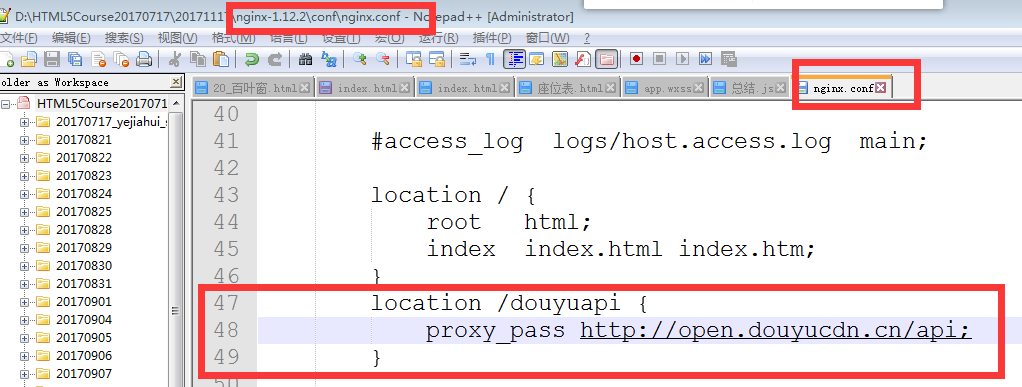 D:\HTML5Course20170717\20171117\nginx-1.12.2\conf\nginx.conf - Notepad++ [Administrator]
文件(F) 编辑(E) 搜索(S) 视图(V) 格式(M) 语言(L) 设置(T) 宏(O) 运行(R) 插件(P) 窗口(W) ?
older as Workspace
20_百叶窗.html index.html index.html 座位表.html app.wxss 总结.js nginx.conf
HTML5Course2017071
20170717_yejiahui_s
20170821
20170822
20170823
20170824
20170825
20170828
20170829
20170830
20170831
20170901
20170904
20170905
20170906
20170907
40
41 #access_log logs/host.access.log main;
42
43 location / {
44 root html;
45 index index.html index.htm;
46 }
47 location /douyuapi {
48 proxy_pass http://open.douyucdn.cn/api;
49 }
50